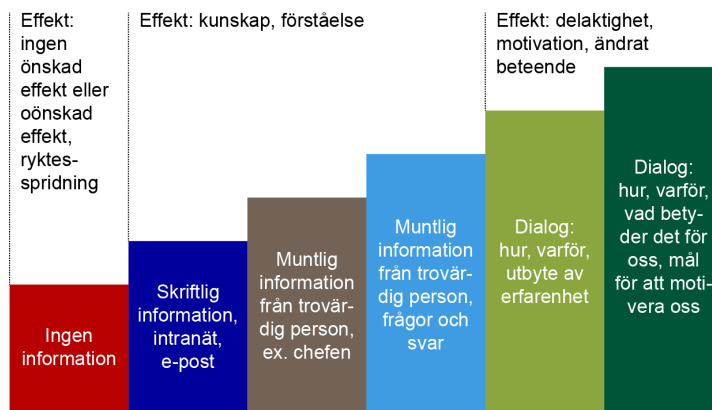 Effekt:
ingen
önskad
effekt eller
oönskad
effekt,
ryktes-
spridning
Effekt: kunskap, förståelse
Effekt: delaktighet,
motivation, ändrat
beteende
Ingen
information
Skriftlig
information,
intranät,
e-post
Muntlig
information
från trovär-
dig person,
ex. chefen
Muntlig
information
från trovär-
dig person,
frågor och
svar
Dialog:
hur, varför,
utbyte av
erfarenhet
Dialog:
hur, varför,
vad bety-
der det för
oss, mål
för att moti-
vera oss